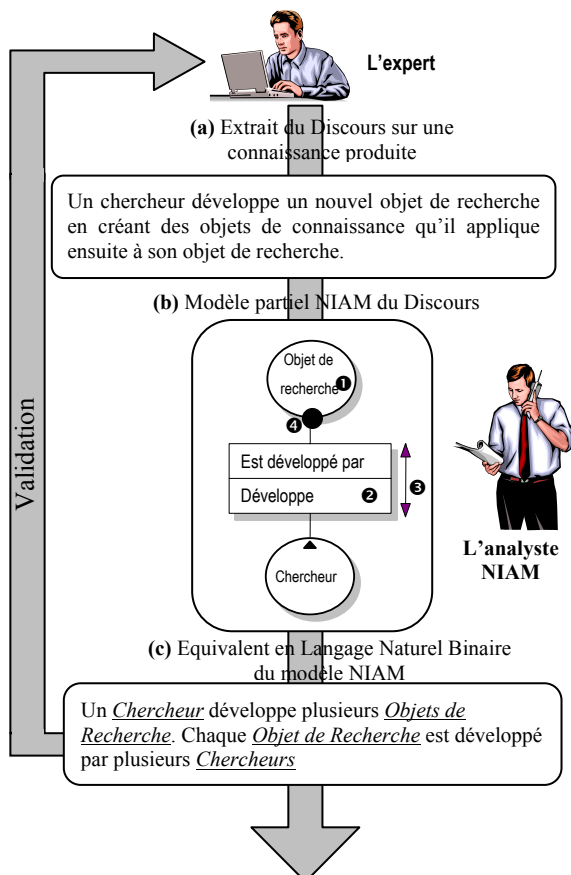 L'expert
(a) Extrait du Discours sur une
connaissance produite
Un chercheur développe un nouvel objet de recherche
en créant des objets de connaissance qu'il applique
ensuite à son objet de recherche.
(b) Modèle partiel NIAM du Discours
Objet de
recherche❶
❹
Est développé par
Développe ❷
❸
Chercheur
L'analyste
NIAM
Validation
(c) Equivalent en Langage Naturel Binaire
du modèle NIAM
Un Chercheur développe plusieurs Objets de
Recherche. Chaque Objet de Recherche est développé
par plusieurs Chercheurs